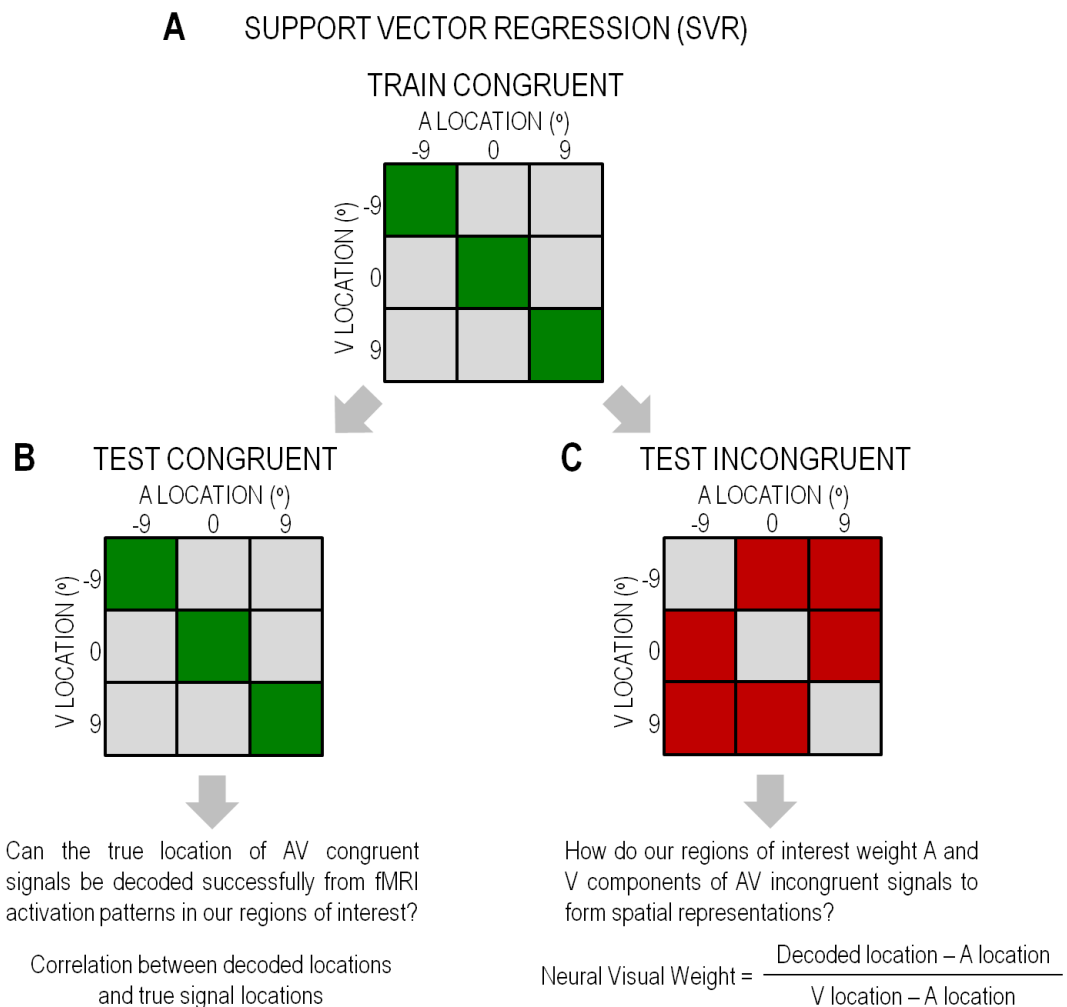 A SUPPORT VECTOR REGRESSION (SVR)
TRAIN CONGRUENT
A LOCATION (º)
-9 0 9
V LOCATION (º)
-9
0
9
B TEST CONGRUENT
A LOCATION (º)
-9 0 9
V LOCATION (º)
-9
0
9
Can the true location of AV congruent
signals be decoded successfully from fMRI
activation patterns in our regions of interest?
Correlation between decoded locations
and true signal locations
C TEST INCONGRUENT
A LOCATION (º)
-9 0 9
V LOCATION (º)
-9
0
9
How do our regions of interest weight A and
V components of AV incongruent signals to
form spatial representations?
Decoded location – A location
Neural Visual Weight =
V location – A location